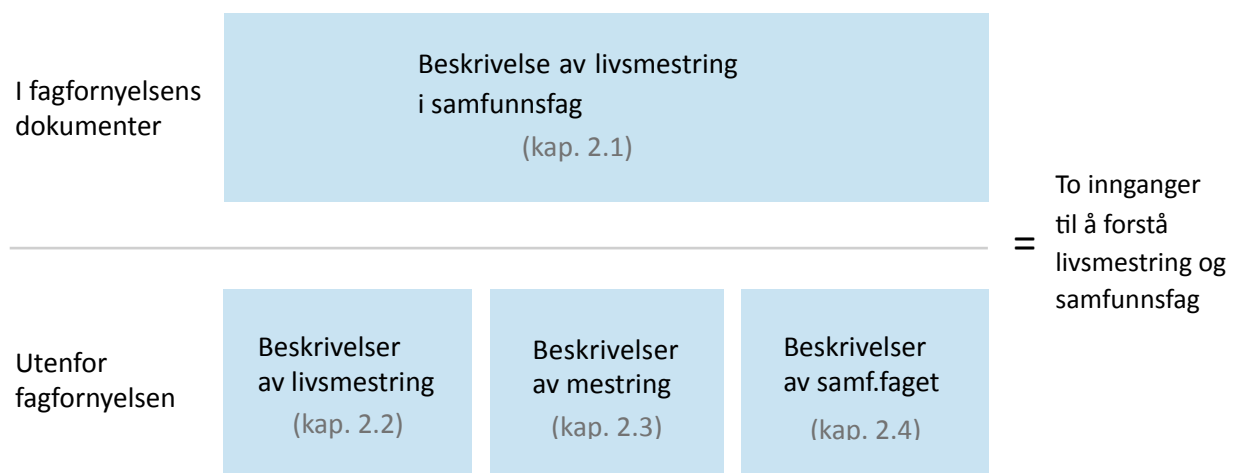 I fagfornyelsens
dokumenter
Beskrivelse av livsmestring
i samfunnsfag
(kap. 2.1)
=
To innganger
til å forstå
livsmestring og
samfunnsfag
Utenfor
fagfornyelsen
Beskrivelser
av livsmestring
(kap. 2.2)
Beskrivelser
av mestring
(kap. 2.3)
Beskrivelser
av samf.faget
(kap. 2.4)